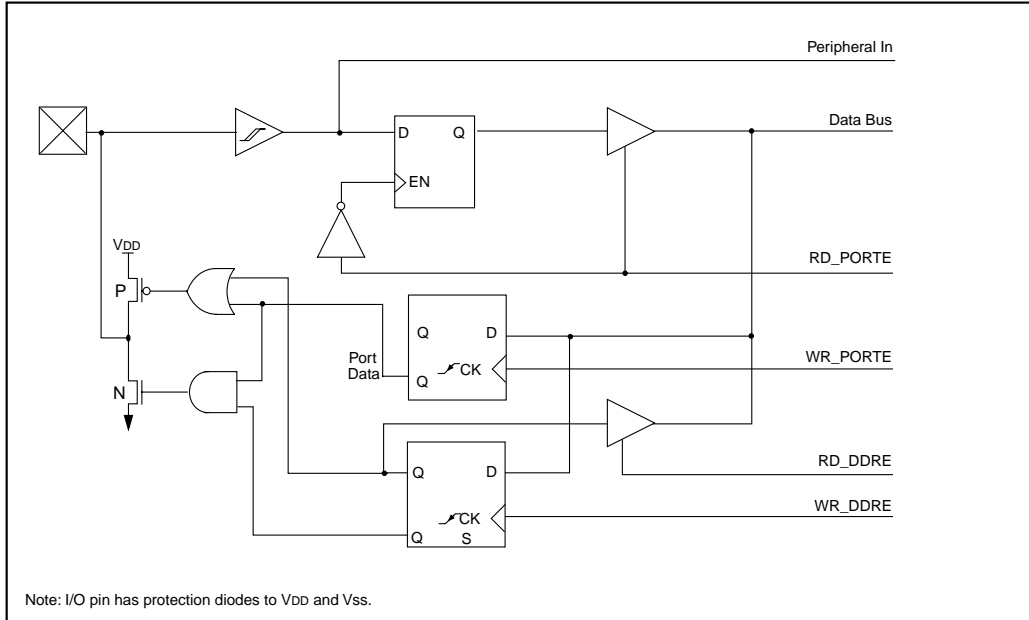 Peripheral In
Data Bus
D Q
EN
VDD
RD_PORTE
P
Q D
Port
Data
WR_PORTE
CK
Q
N
RD_DDRE
Q D
WR_DDRE
CK
Q S
Note: I/O pin has protection diodes to VDD and Vss.